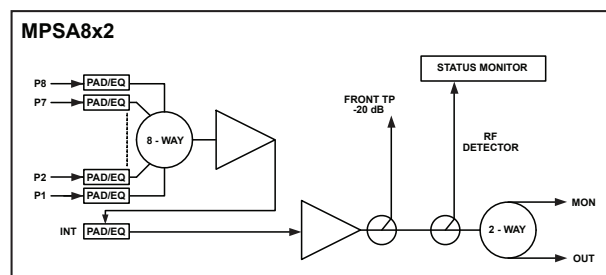 MPSA8x2
STATUS MONITOR
P8 PAD/EQ
FRONT TP
-20 dB
P7 PAD/EQ
RF
DETECTOR
8 - WAY
P2 PAD/EQ
P1 PAD/EQ
MON
INT PAD/EQ
2 - WAY
OUT